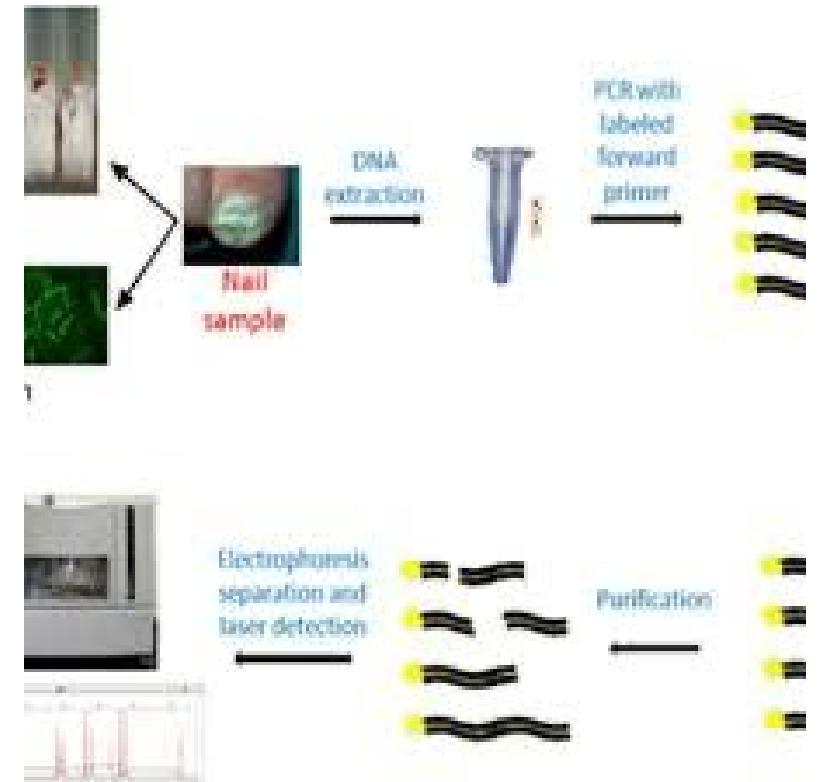 PCR with
labeled
forward
primer
DNA
extraction
Nail
sample
Electrophoresis
separation and
laser detection
Purification